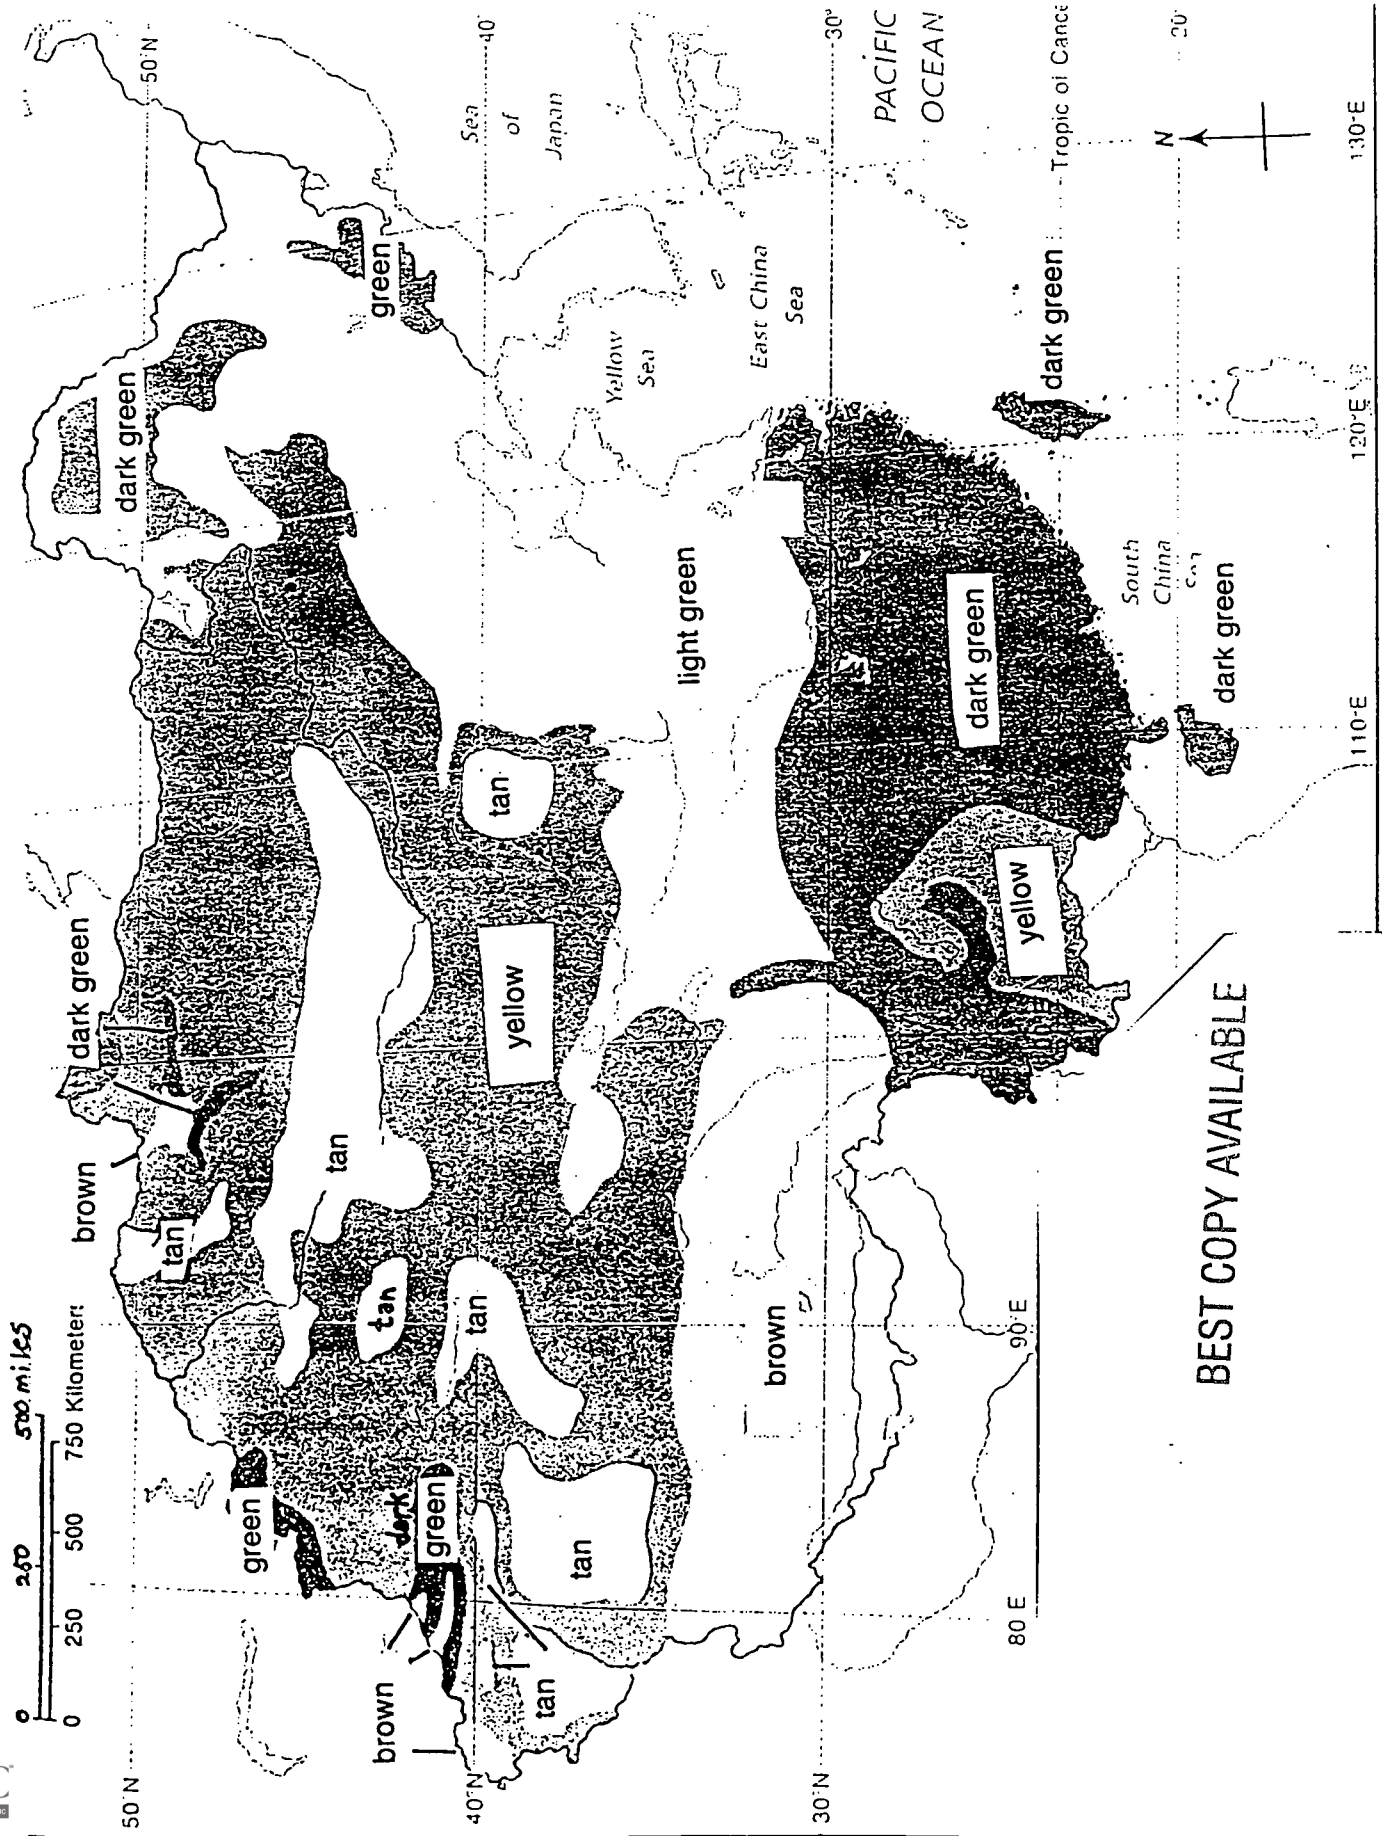 0 250 500 miles
0 250 500 750 Kilometers
50°N
50°N
40°N
40°
30°N
30°
20°
80 E
90 E
110°E
120°E
130°E
Tropic of Cance
N
PACIFIC
OCEAN
Sea
of
Japan
Yellow
Sea
East China
Sea
South
China
brown
tan
brown
dark green
dark green
green
green
dark
green
tan
tan
tan
tan
tan
tan
yellow
light green
brown
yellow
dark green
dark green
dark green
BEST COPY AVAILABLE